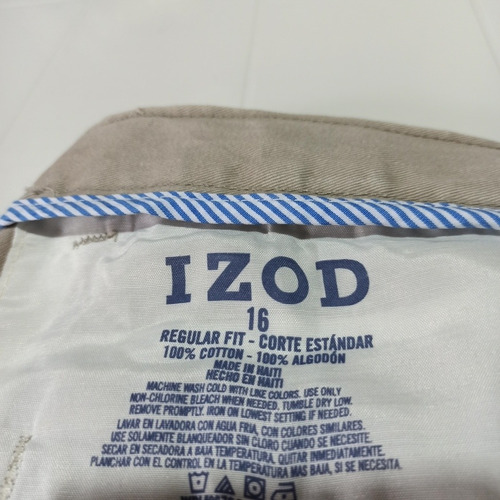 IZOD
16
REGULAR FIT - CORTE ESTÁNDAR
100% COTTON - 100% ALGODÓN
MADE IN HAITI
HECHO EN HAITI
MACHINE WASH COLD WITH LIKE COLORS. USE ONLY
NON-CHLORINE BLEACH WHEN NEEDED. TUMBLE DRY LOW.
REMOVE PROMPTLY. IRON ON LOWEST SETTING IF NEEDED.
LAVAR EN LAVADORA CON AGUA FRIA, CON COLORES SIMILARES.
USE SOLAMENTE BLANQUEADOR SIN CLORO CUANDO SE NECESITE.
SECAR EN SECADORA A BAJA TEMPERATURA. QUITAR INMEDIATAMENTE.
PLANCHAR CON EL CONTROL EN LA TEMPERATURA MAS BAJA, SI SE NECESITA.